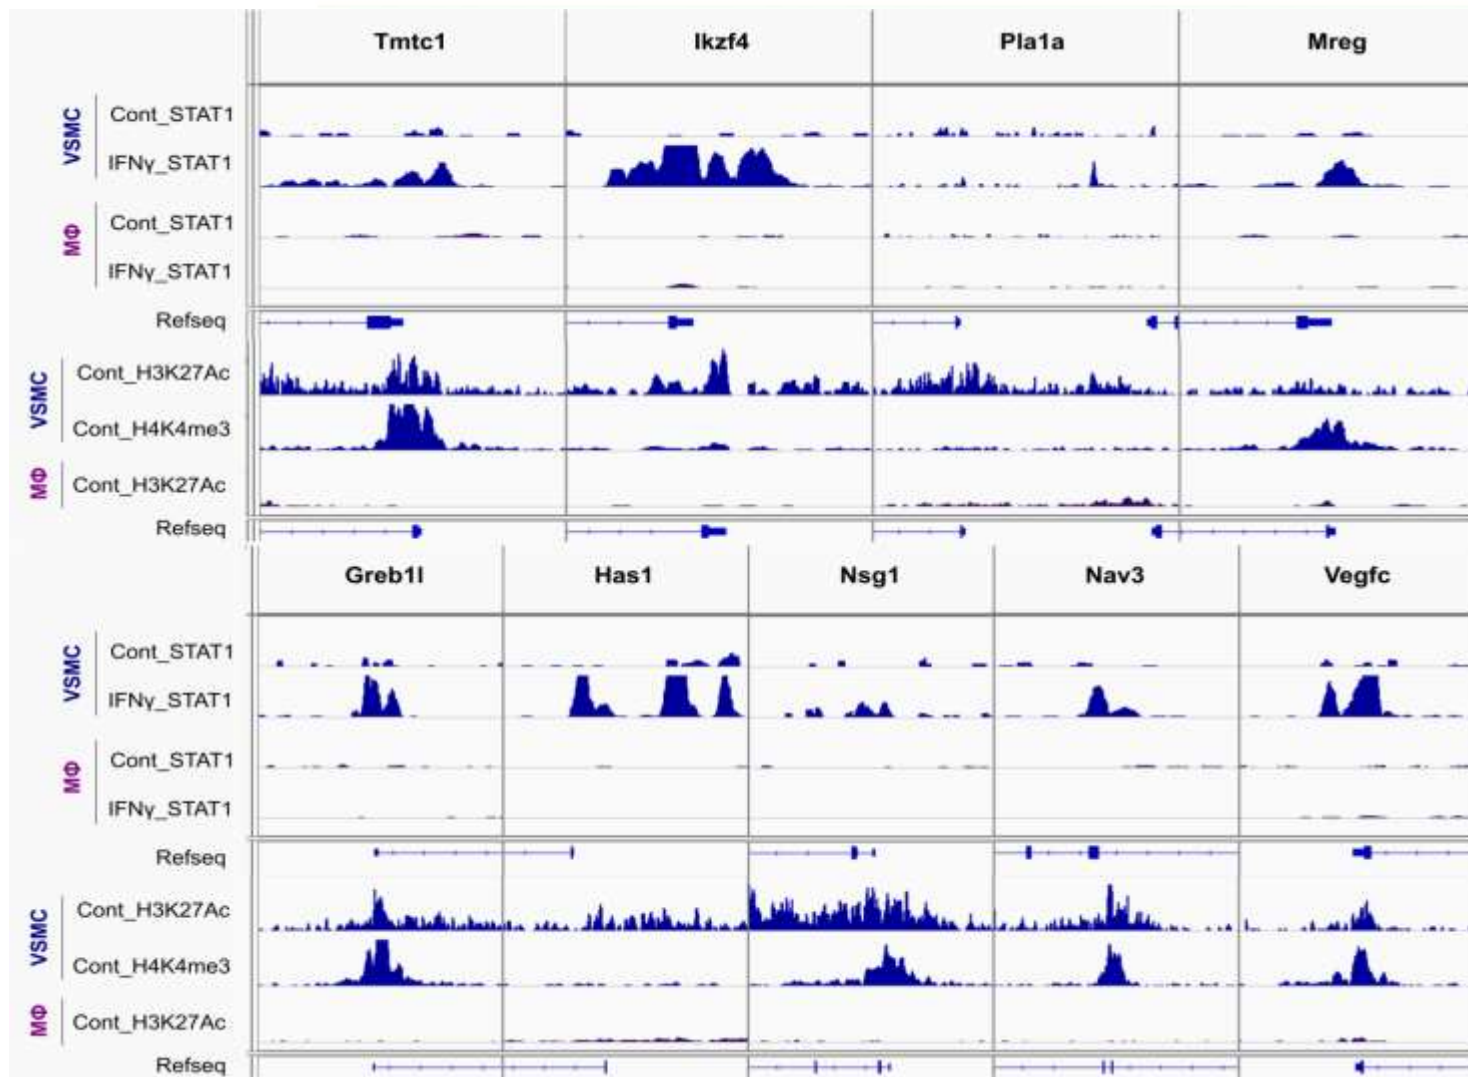 Tmtc1 Ikzf4 Pla1a Mreg
VSMC
Cont_STAT1
IFNγ_STAT1
MΦ
Cont_STAT1
IFNγ_STAT1
Refseq
VSMC
Cont_H3K27Ac
Cont_H4K4me3
MΦ
Cont_H3K27Ac
Refseq
Greb1l Has1 Nsg1 Nav3 Vegfc
VSMC
Cont_STAT1
IFNγ_STAT1
MΦ
Cont_STAT1
IFNγ_STAT1
Refseq
VSMC
Cont_H3K27Ac
Cont_H4K4me3
MΦ
Cont_H3K27Ac
Refseq